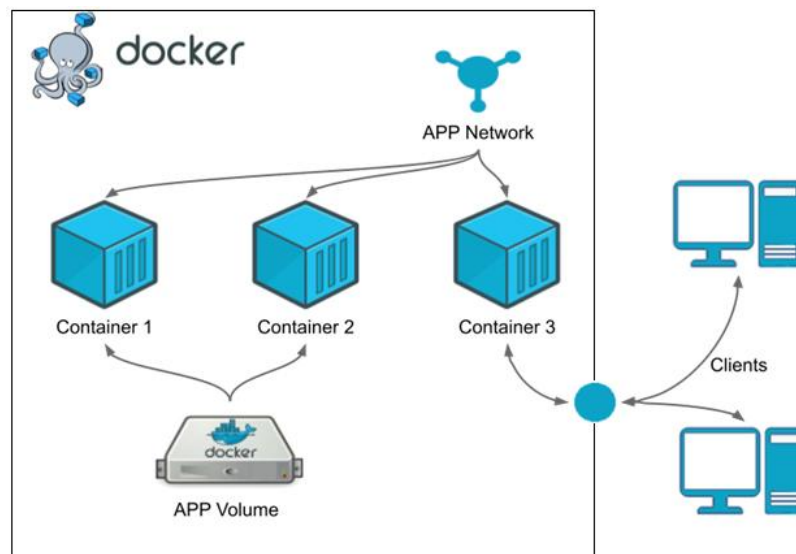 docker
APP Network
Container 1
Container 2
Container 3
Clients
docker
APP Volume